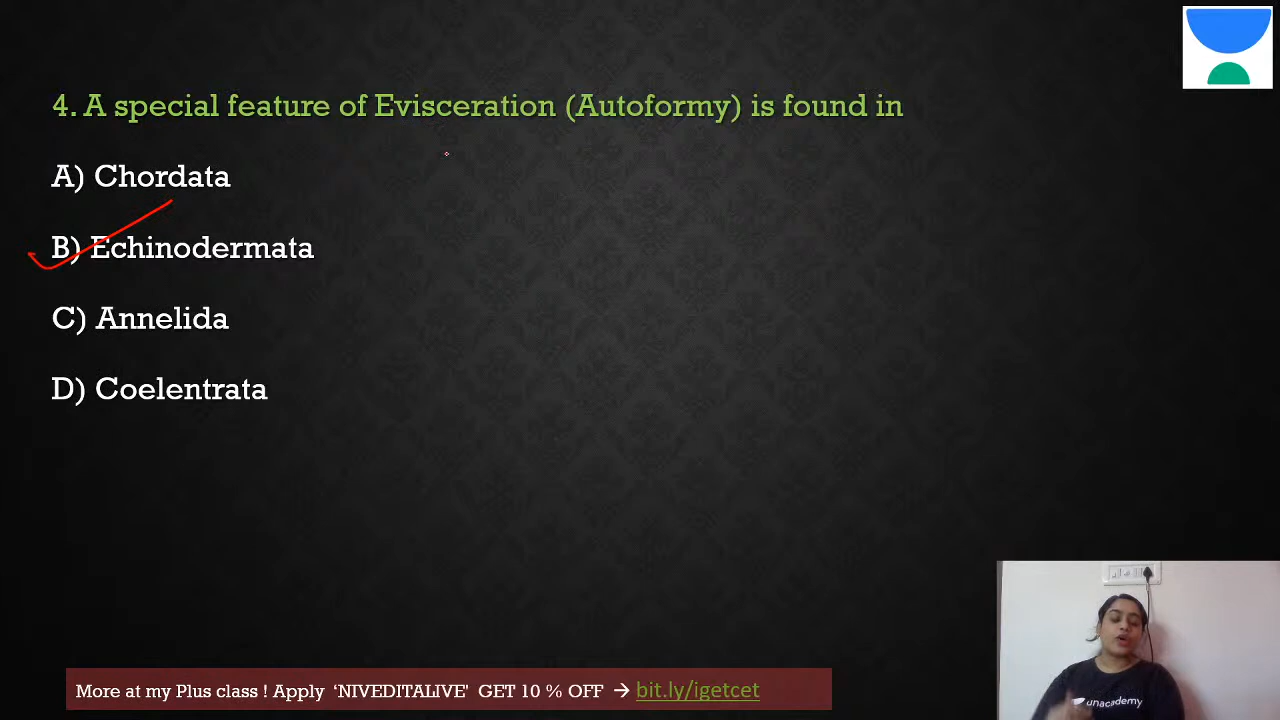 4. A special feature of Evisceration (Autoformy) is found in
A) Chordata
B) Echinodermata
C) Annelida
D) Coelentrata
More at my Plus class ! Apply ‘NIVEDITALIVE’ GET 10 % OFF → bit.ly/igetcet
unacademy